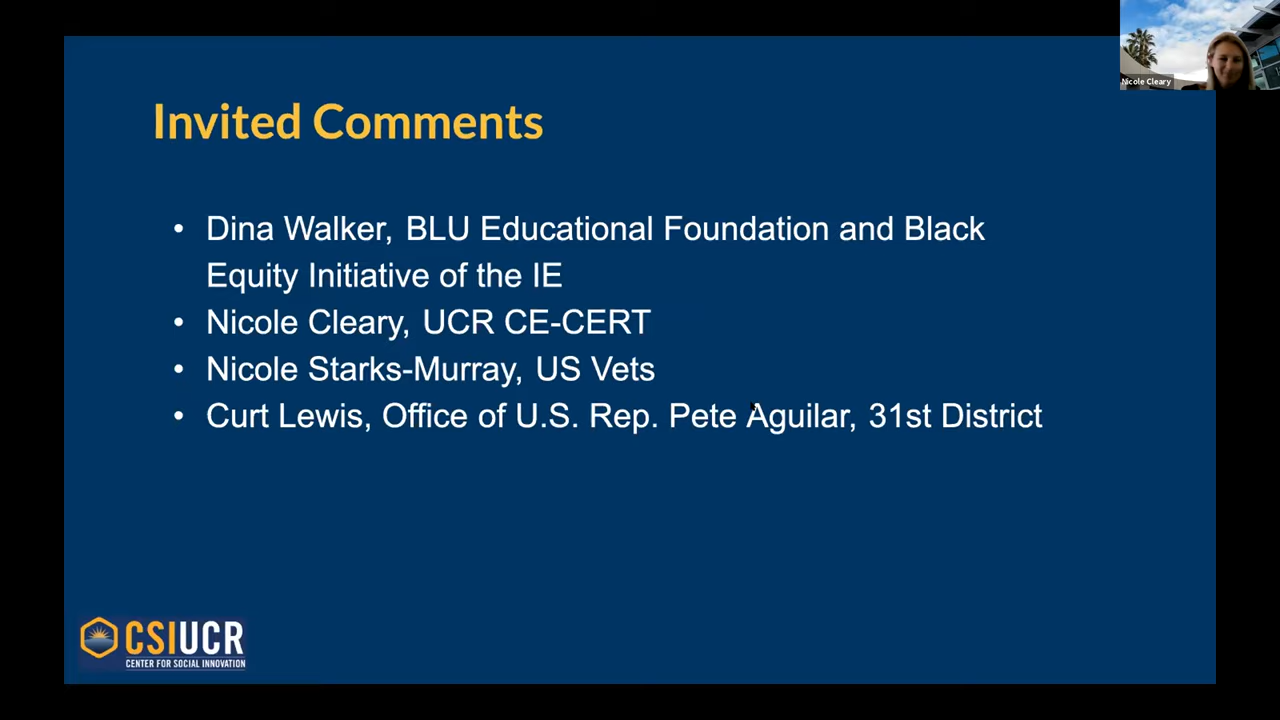 Nicole Cleary
Invited Comments
• Dina Walker, BLU Educational Foundation and Black
Equity Initiative of the IE
• Nicole Cleary, UCR CE-CERT
• Nicole Starks-Murray, US Vets
• Curt Lewis, Office of U.S. Rep. Pete Aguilar, 31st District
CSIUCR
CENTER FOR SOCIAL INNOVATION